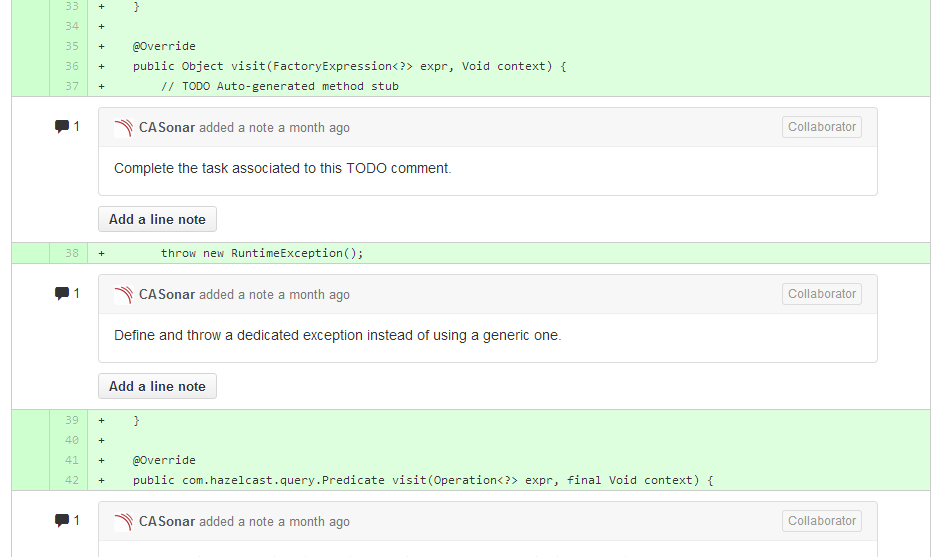 33 + }
34 +
35 + @Override
36 + public Object visit(FactoryExpression<?> expr, Void context) {
37 + // TODO Auto-generated method stub
1 CASonar added a note a month ago Collaborator
Complete the task associated to this TODO comment.
Add a line note
38 + throw new RuntimeException();
1 CASonar added a note a month ago Collaborator
Define and throw a dedicated exception instead of using a generic one.
Add a line note
39 + }
40 +
41 + @Override
42 + public com.hazelcast.query.Predicate visit(Operation<?> expr, final Void context) {
1 CASonar added a note a month ago Collaborator